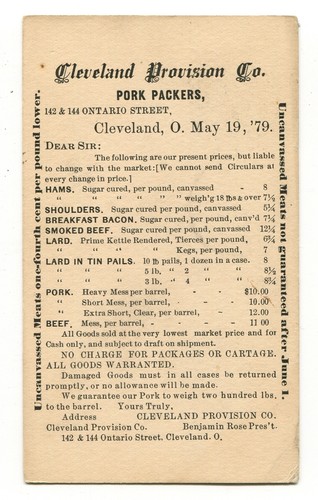 Cleveland Provision Co.
PORK PACKERS,
142 & 144 ONTARIO STREET,
Cleveland, O. May 19, '79.
DEAR SIR:
The following are our present prices, but liable
to change with the market: [We cannot send Circulars at
every change in price.]
HAMS. Sugar cured, per pound, canvassed - 8
" " " " " weigh'g 18 lbs & over 7½
SHOULDERS. Sugar cured per pound, canvassed - 5¼
BREAKFAST BACON. Sugar cured, per pound, canv'd 7¾
SMOKED BEEF. Sugar cured per pound, canvassed 12¾
LARD. Prime Kettle Rendered, Tierces, per pound, 6¾
" " " " Kegs, per pound, 7
LARD IN TIN PAILS. 10 lb pails, 1 dozen in a case. 8
" " " " 5 lb. " 2 " " 8⅛
" " " " 3 lb. " 4 " " 8¼
PORK. Heavy Mess per barrel, - - $10.00
" Short Mess, per barrel, - - 10.00
" Extra Short, Clear, per barrel, - - 12.00
BEEF. Mess, per barrel, - - - 11 00
All Goods sold at the very lowest market price and for
Cash only, and subject to draft on shipment.
NO CHARGE FOR PACKAGES OR CARTAGE.
ALL GOODS WARRANTED.
Damaged Goods must in all cases be returned
promptly, or no allowance will be made.
We guarantee our Pork to weigh two hundred lbs.
to the barrel. Yours Truly,
Address CLEVELAND PROVISION CO.
Cleveland Provision Co. Benjamin Rose Pres't.
142 & 144 Ontario Street. Cleveland. O.
Uncanvassed Meats one-fourth cent per pound lower.
Uncanvassed Meats not guaranteed after June 1.